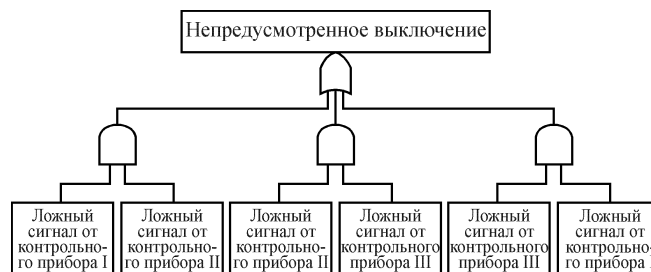 Непредусмотренное выключение
Ложный
сигнал от
контрольно-
го прибора I
Ложный
сигнал от
контрольно-
го прибора II
Ложный
сигнал от
контрольно-
го прибора II
Ложный
сигнал от
контрольного
прибора III
Ложный
сигнал от
контрольного
прибора III
Ложный
сигнал от
контрольно-
го прибора I